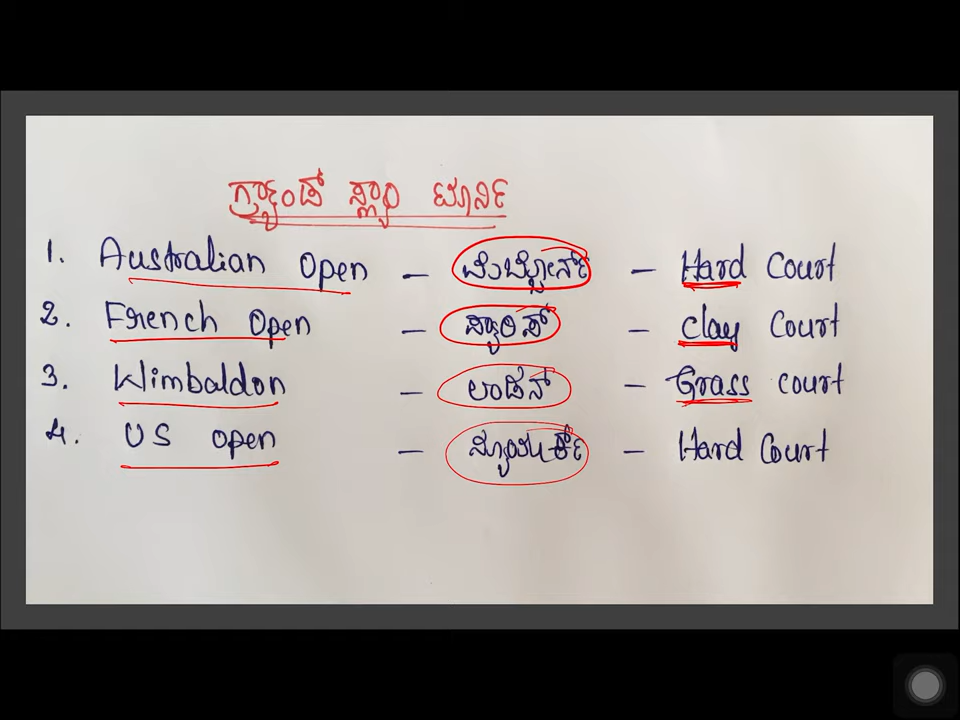 ಗ್ರ್ಯಾಂಡ್ ಸ್ಲ್ಯಾಂ ಟೂರ್ನಿ
1. Australian Open – ಮೆಲ್ಬೋರ್ನ್ – Hard Court
2. French Open – ಪ್ಯಾರಿಸ್ – Clay Court
3. Wimbaldon – ಲಂಡನ್ – Grass court
4. US open – ನ್ಯೂಯಾರ್ಕ್ – Hard Court